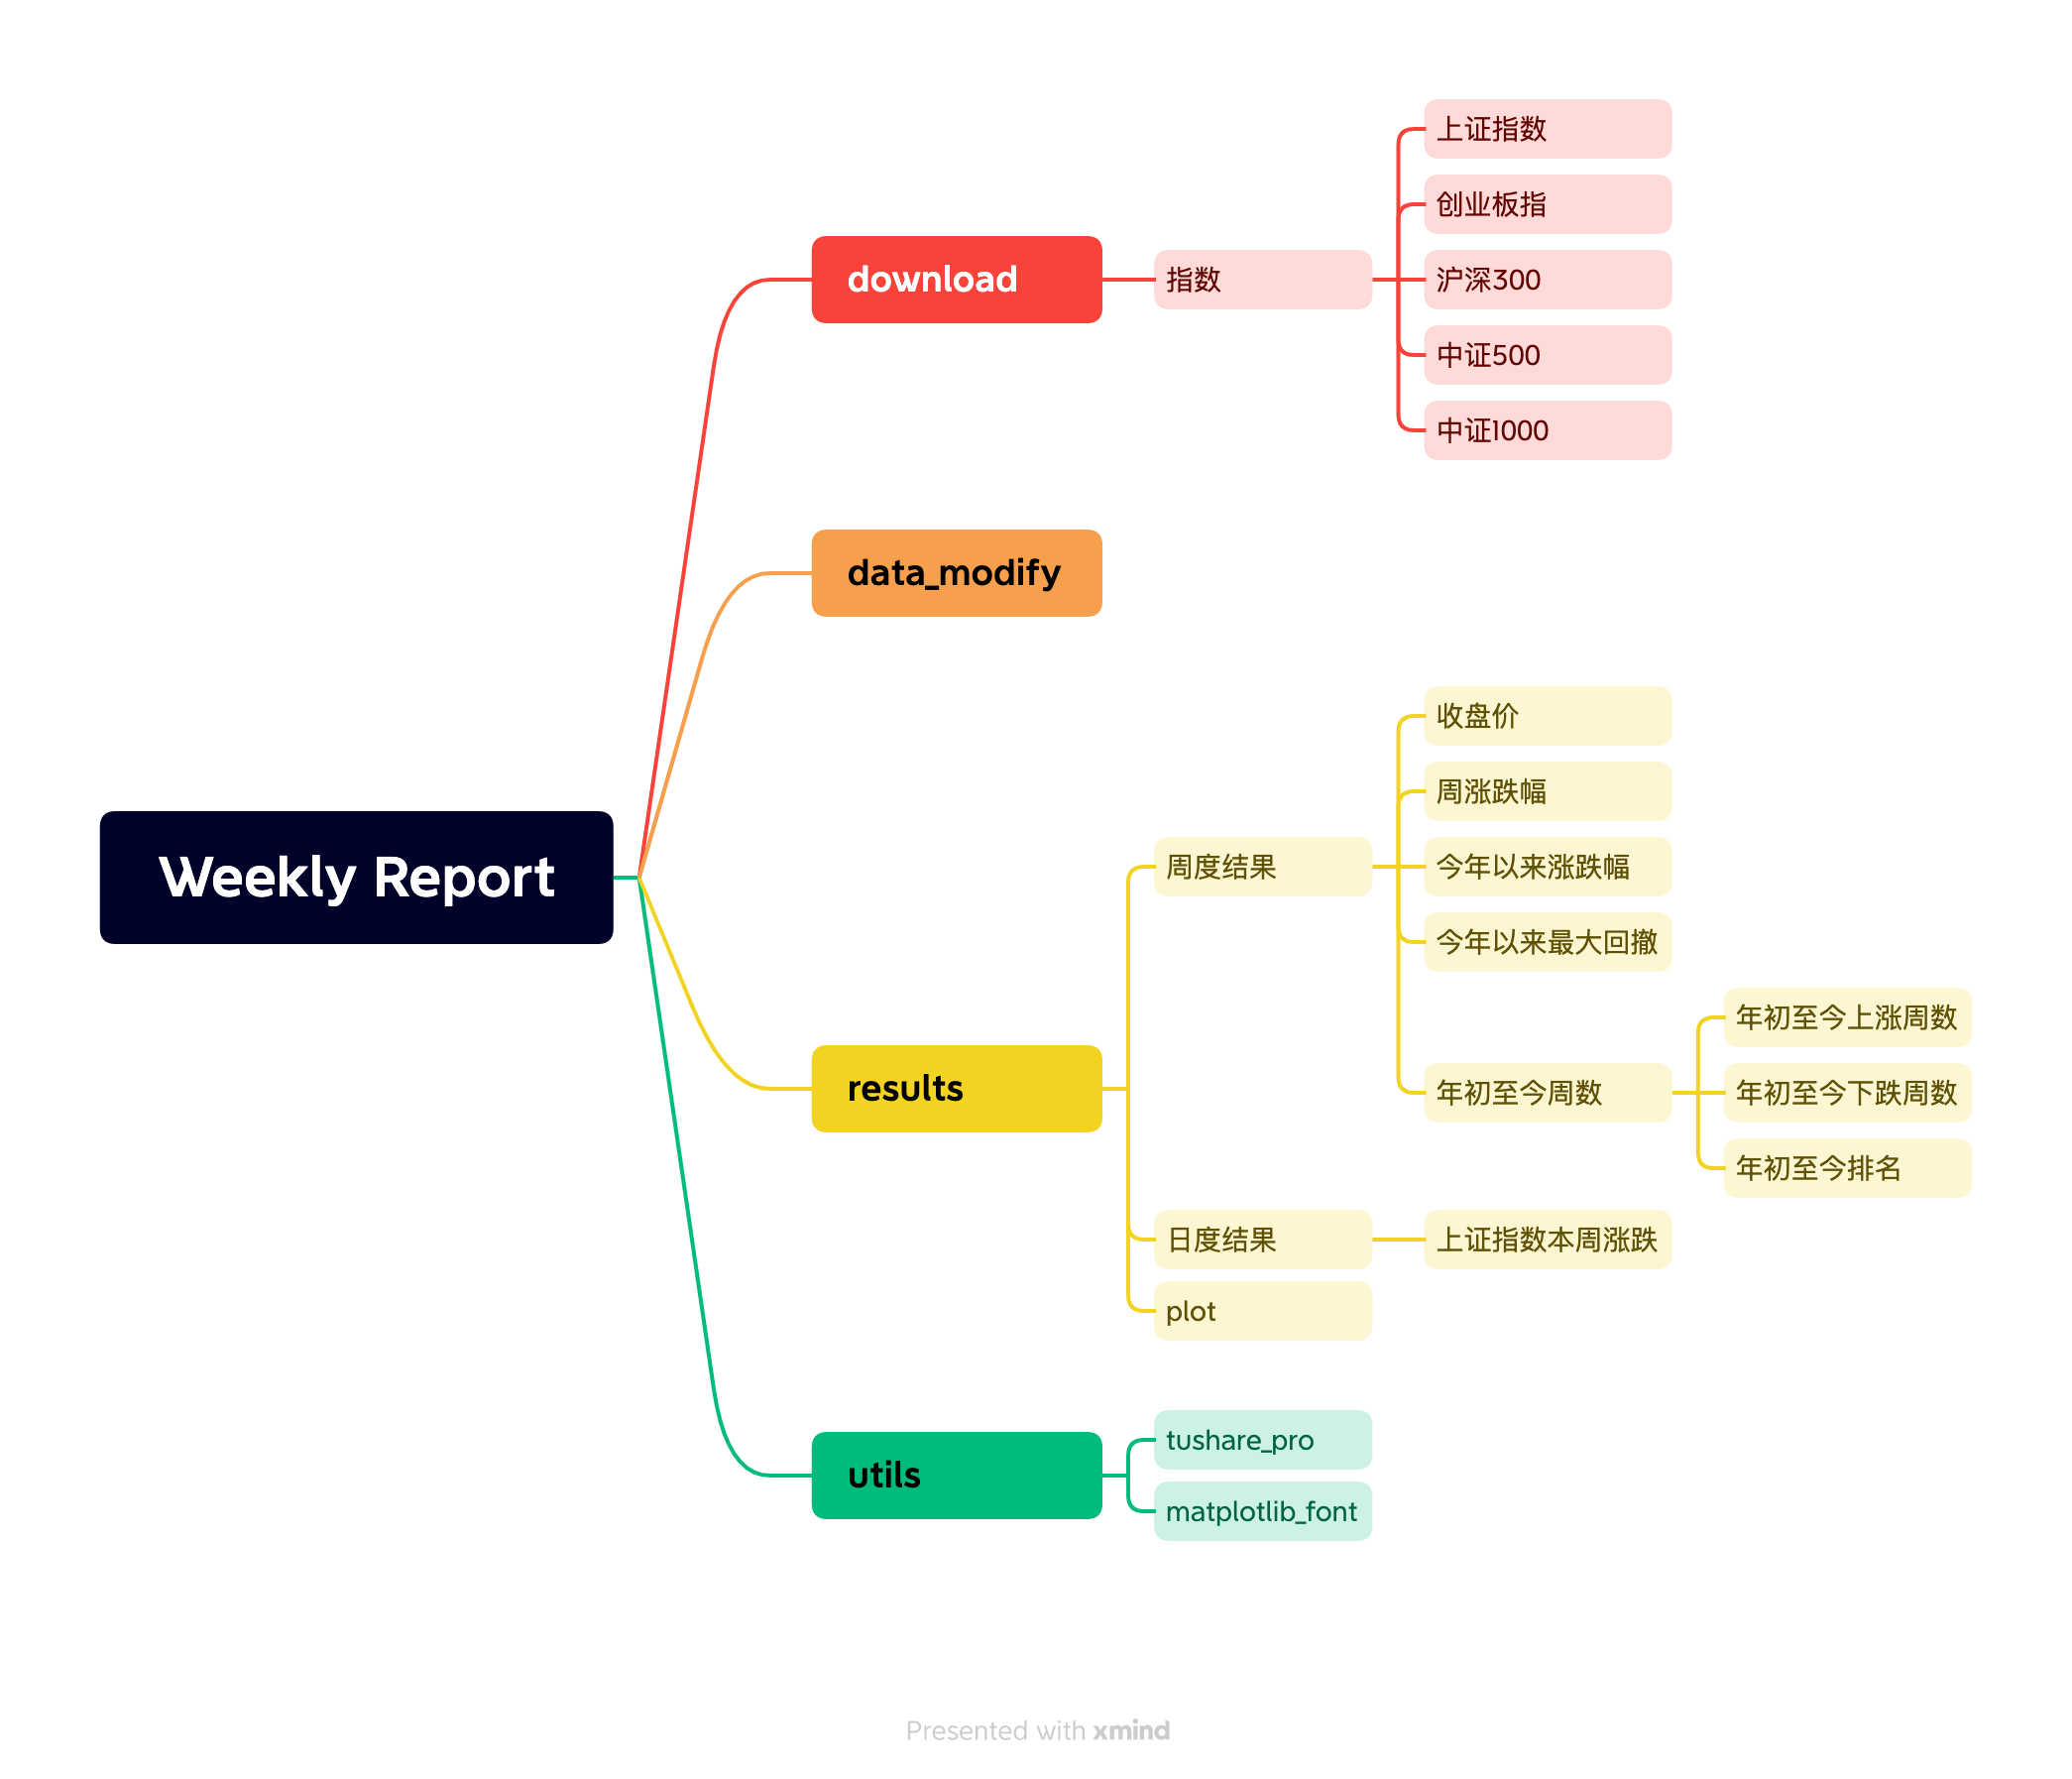 Weekly Report
download
指数
上证指数
创业板指
沪深300
中证500
中证1000
data_modify
results
周度结果
收盘价
周涨跌幅
今年以来涨跌幅
今年以来最大回撤
年初至今周数
年初至今上涨周数
年初至今下跌周数
年初至今排名
日度结果
上证指数本周涨跌
plot
utils
tushare_pro
matplotlib_font
Presented with xmind